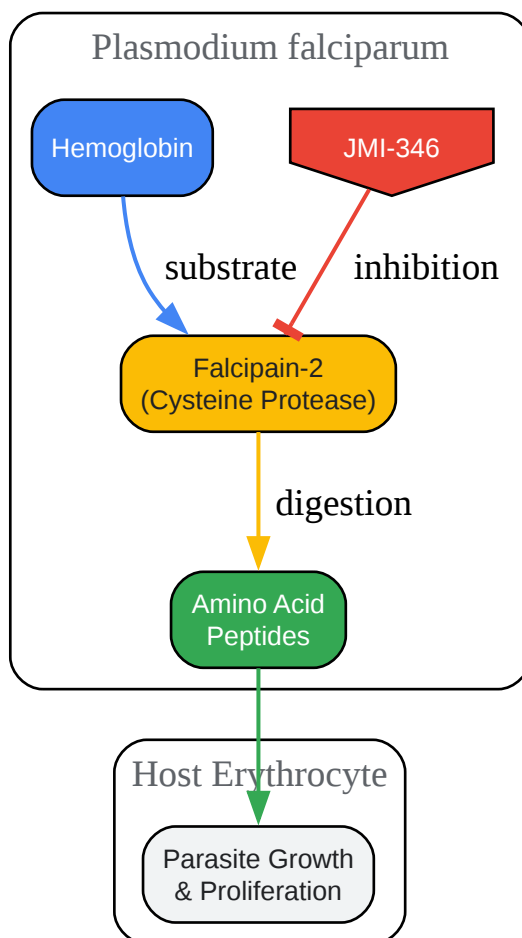 Plasmodium falciparum
Hemoglobin
JMI-346
substrate
inhibition
Falcipain-2
(Cysteine Protease)
digestion
Amino Acid
Peptides
Host Erythrocyte
Parasite Growth
& Proliferation